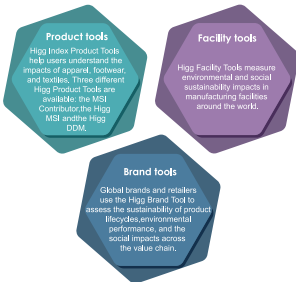 Product tools
Higg Index Product Tools
help users understand the
impacts of apparel, footwear,
and textiles. Three different
Higg Product Tools are
available: the MSI
Contributor,the Higg
MSI andthe Higg
DDM.
Facility tools
Higg Facility Tools measure
environmental and social
sustainability impacts in
manufacturing facilities
around the world.
Brand tools
Global brands and retailers
use the Higg Brand Tool to
assess the sustainability of product
lifecycles,environmental
performance, and the
social impacts across
the value chain.